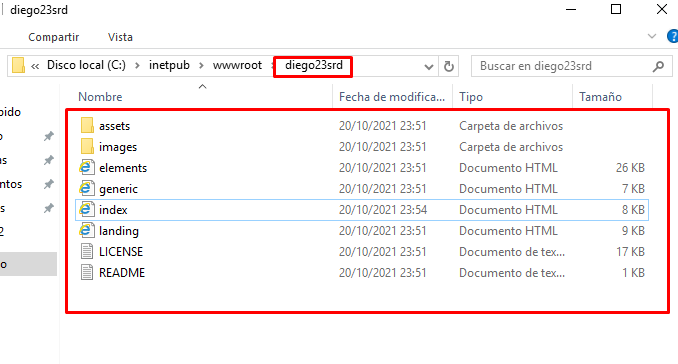 diego23srd
Compartir Vista
« Disco local (C:) › inetpub › wwwroot › diego23srd Buscar en diego23srd
Nombre Fecha de modifica... Tipo Tamaño
assets 20/10/2021 23:51 Carpeta de archivos
images 20/10/2021 23:51 Carpeta de archivos
elements 20/10/2021 23:51 Documento HTML 26 KB
generic 20/10/2021 23:51 Documento HTML 7 KB
index 20/10/2021 23:54 Documento HTML 8 KB
landing 20/10/2021 23:51 Documento HTML 9 KB
LICENSE 20/10/2021 23:51 Documento de tex... 17 KB
README 20/10/2021 23:51 Documento de tex... 1 KB